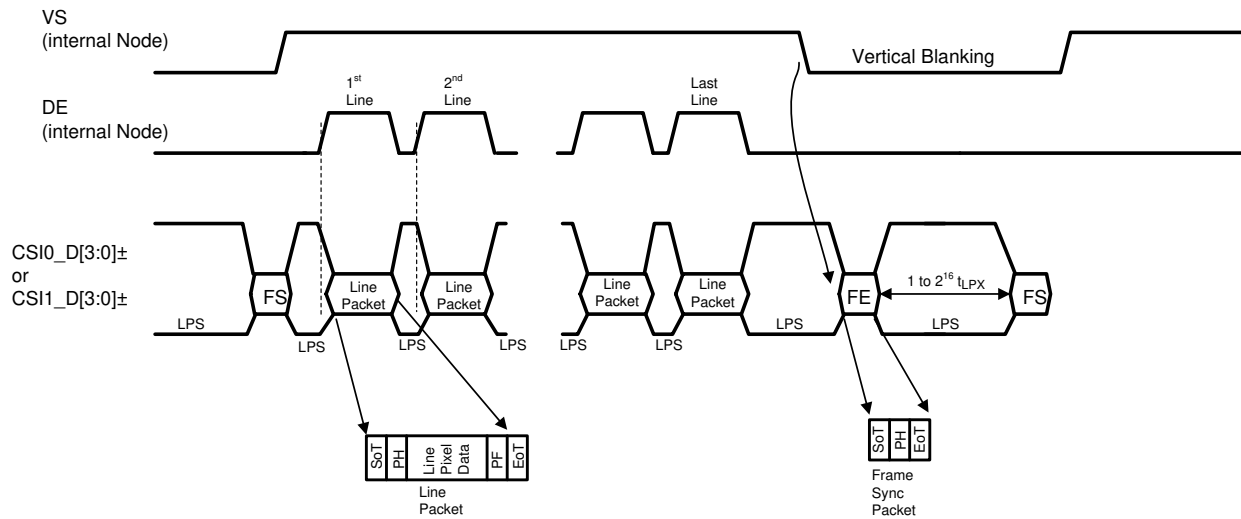 VS
(internal Node)
Vertical Blanking
1st
Line
2nd
Line
Last
Line
DE
(internal Node)
CSI0_D[3:0]±
or
CSI1_D[3:0]±
LPS
FS
LPS
Line
Packet
LPS
Line
Packet
LPS
LPS
Line
Packet
LPS
Line
Packet
LPS
FE
1 to 2^16 tLPX
LPS
FS
SoT
PH
Line
Pixel
Data
PF
EoT
Line
Packet
SoT
PH
EoT
Frame
Sync
Packet